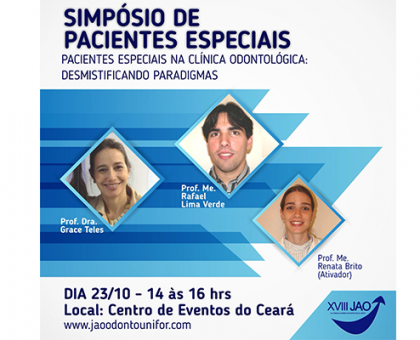 SIMPÓSIO DE
PACIENTES ESPECIAIS
PACIENTES ESPECIAIS NA CLÍNICA ODONTOLÓGICA:
DESMISTIFICANDO PARADIGMAS
Prof. Me.
Rafael
Lima Verde
Prof. Dra.
Grace Teles
Prof. Me.
Renata Brito
(Ativador)
DIA 23/10 - 14 às 16 hrs
Local: Centro de Eventos do Ceará
www.jaoodontounifor.com
XVIII JAO